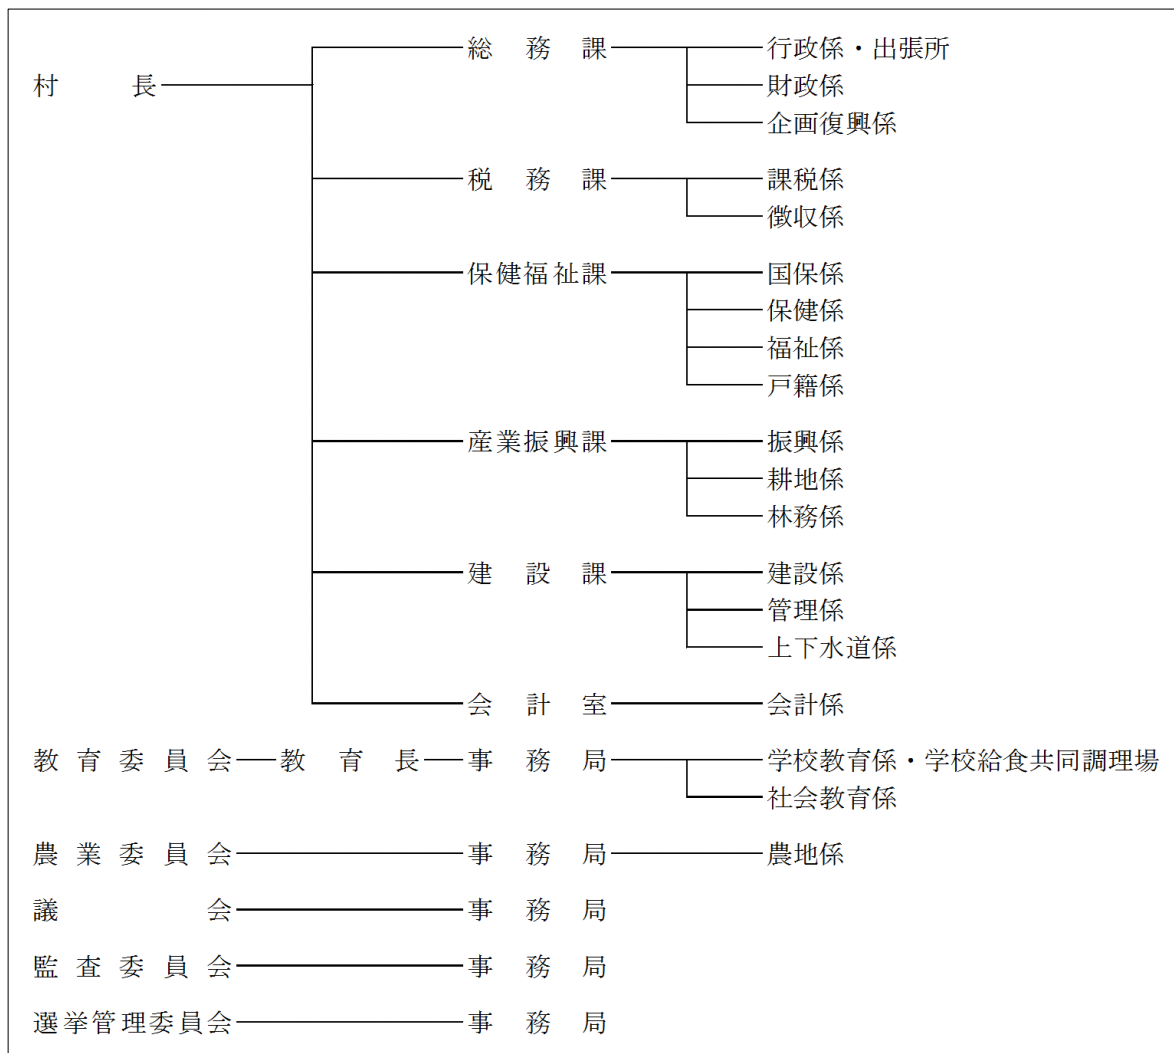 総務課 行政係・出張所
村長 財政係
企画復興係
税務課 課税係
徴収係
保健福祉課 国保係
保健係
福祉係
戸籍係
産業振興課 振興係
耕地係
林務係
建設課 建設係
管理係
上下水道係
会計室 会計係
教育委員会 教育長 事務局 学校教育係・学校給食共同調理場
社会教育係
農業委員会 事務局 農地係
議会 事務局
監査委員会 事務局
選挙管理委員会 事務局